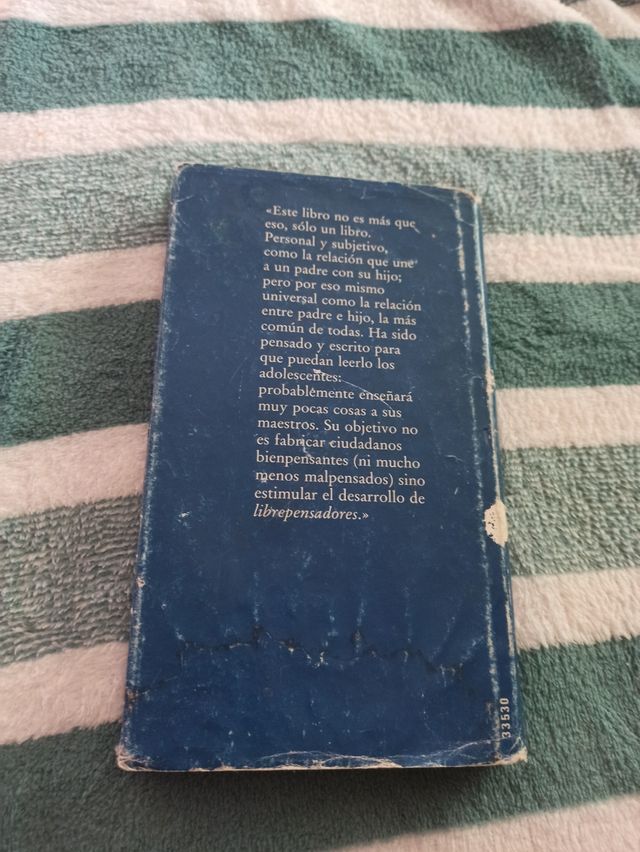 «Este libro no es más que
eso, sólo un libro.
Personal y subjetivo,
como la relación que une
a un padre con su hijo;
pero por eso mismo
universal como la relación
entre padre e hijo, la más
común de todas. Ha sido
pensado y escrito para
que puedan leerlo los
adolescentes:
probablemente enseñará
muy pocas cosas a sus
maestros. Su objetivo no
es fabricar ciudadanos
bienpensantes (ni mucho
menos malpensados) sino
estimular el desarrollo de
librepensadores.»
33530